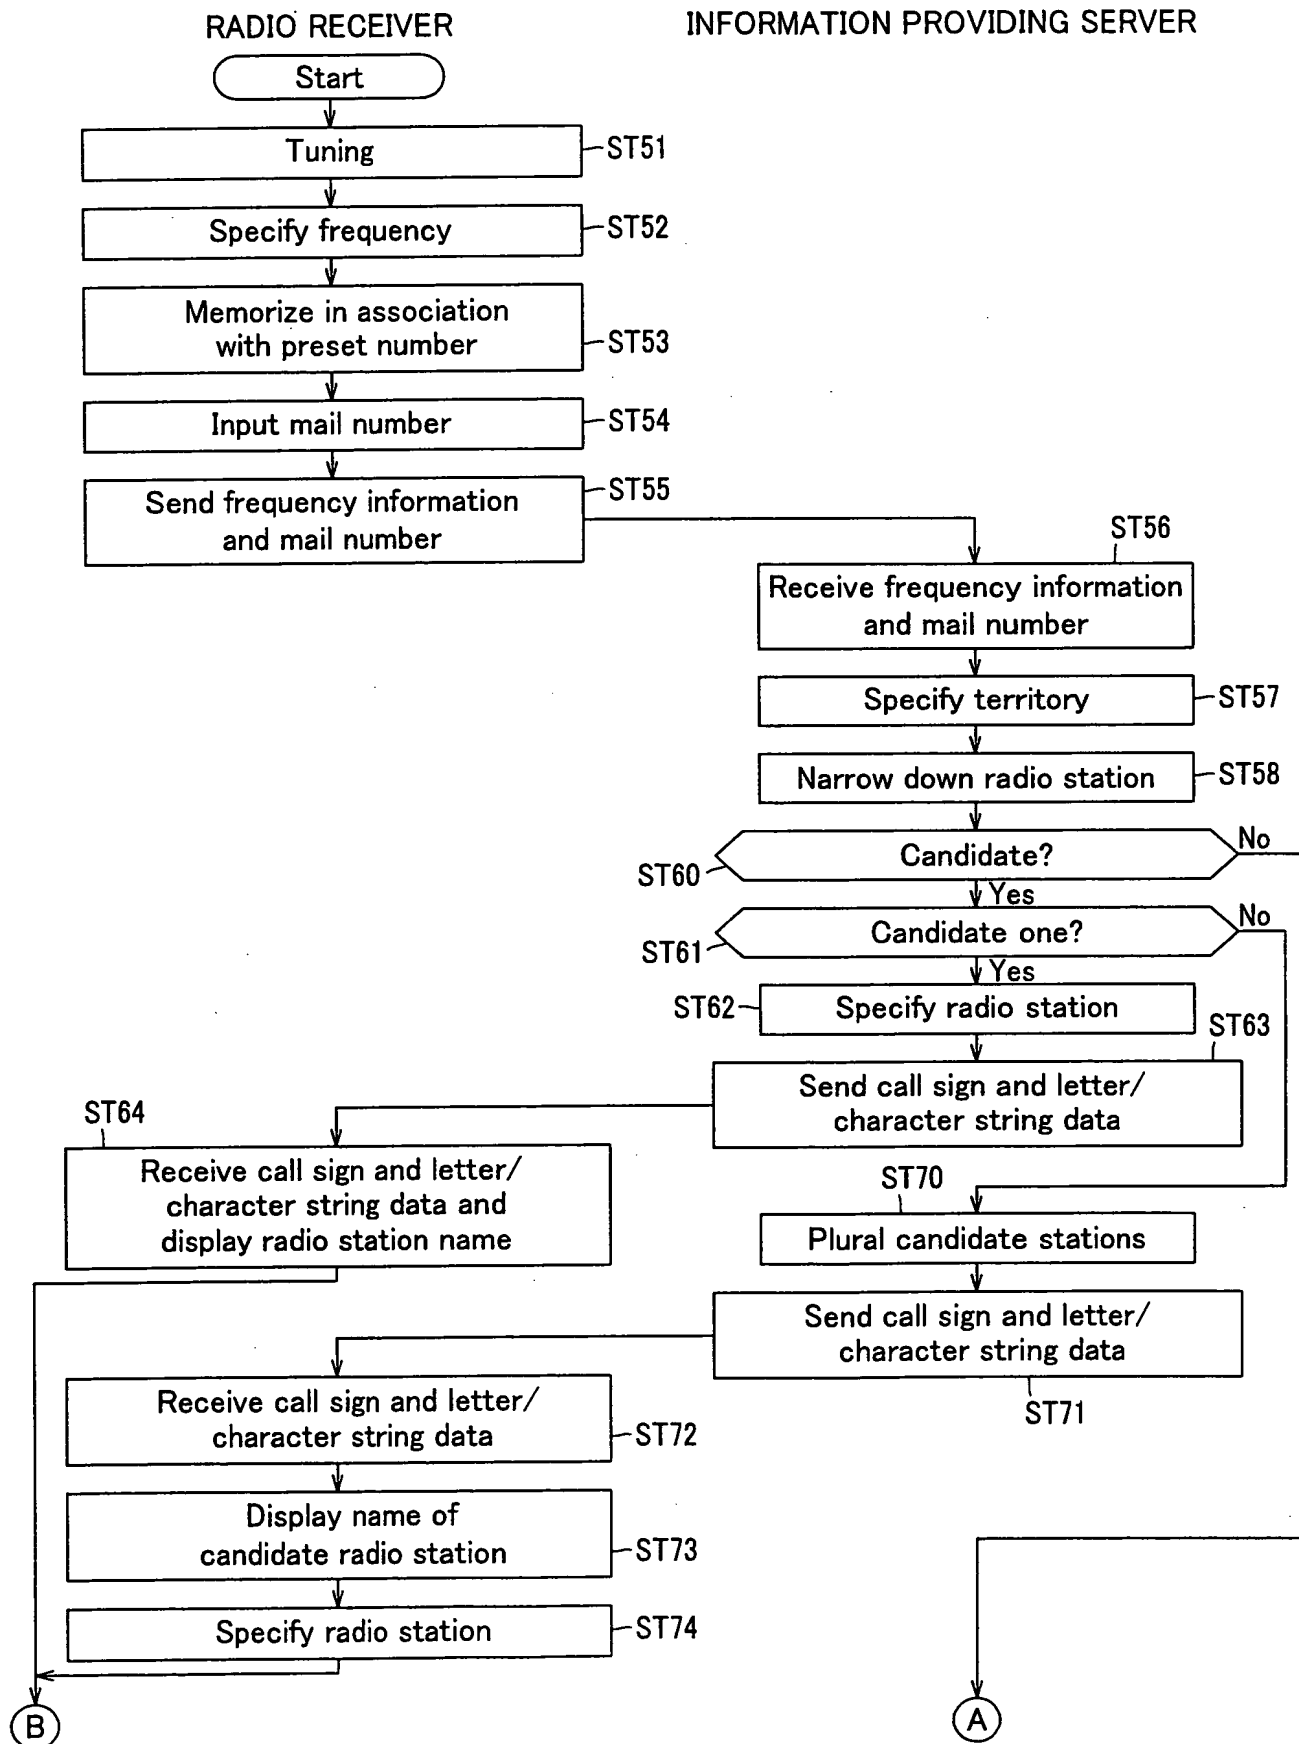 RADIO RECEIVER
INFORMATION PROVIDING SERVER
Start
Tuning
ST51
Specify frequency
ST52
Memorize in association
with preset number
ST53
Input mail number
ST54
Send frequency information
and mail number
ST55
ST56
Receive frequency information
and mail number
Specify territory
ST57
Narrow down radio station
ST58
Candidate?
No
ST60
Yes
Candidate one?
No
ST61
Yes
ST62
Specify radio station
ST63
Send call sign and letter/
character string data
ST64
Receive call sign and letter/
character string data and
display radio station name
ST70
Plural candidate stations
Send call sign and letter/
character string data
ST71
Receive call sign and letter/
character string data
ST72
Display name of
candidate radio station
ST73
Specify radio station
ST74
B
A